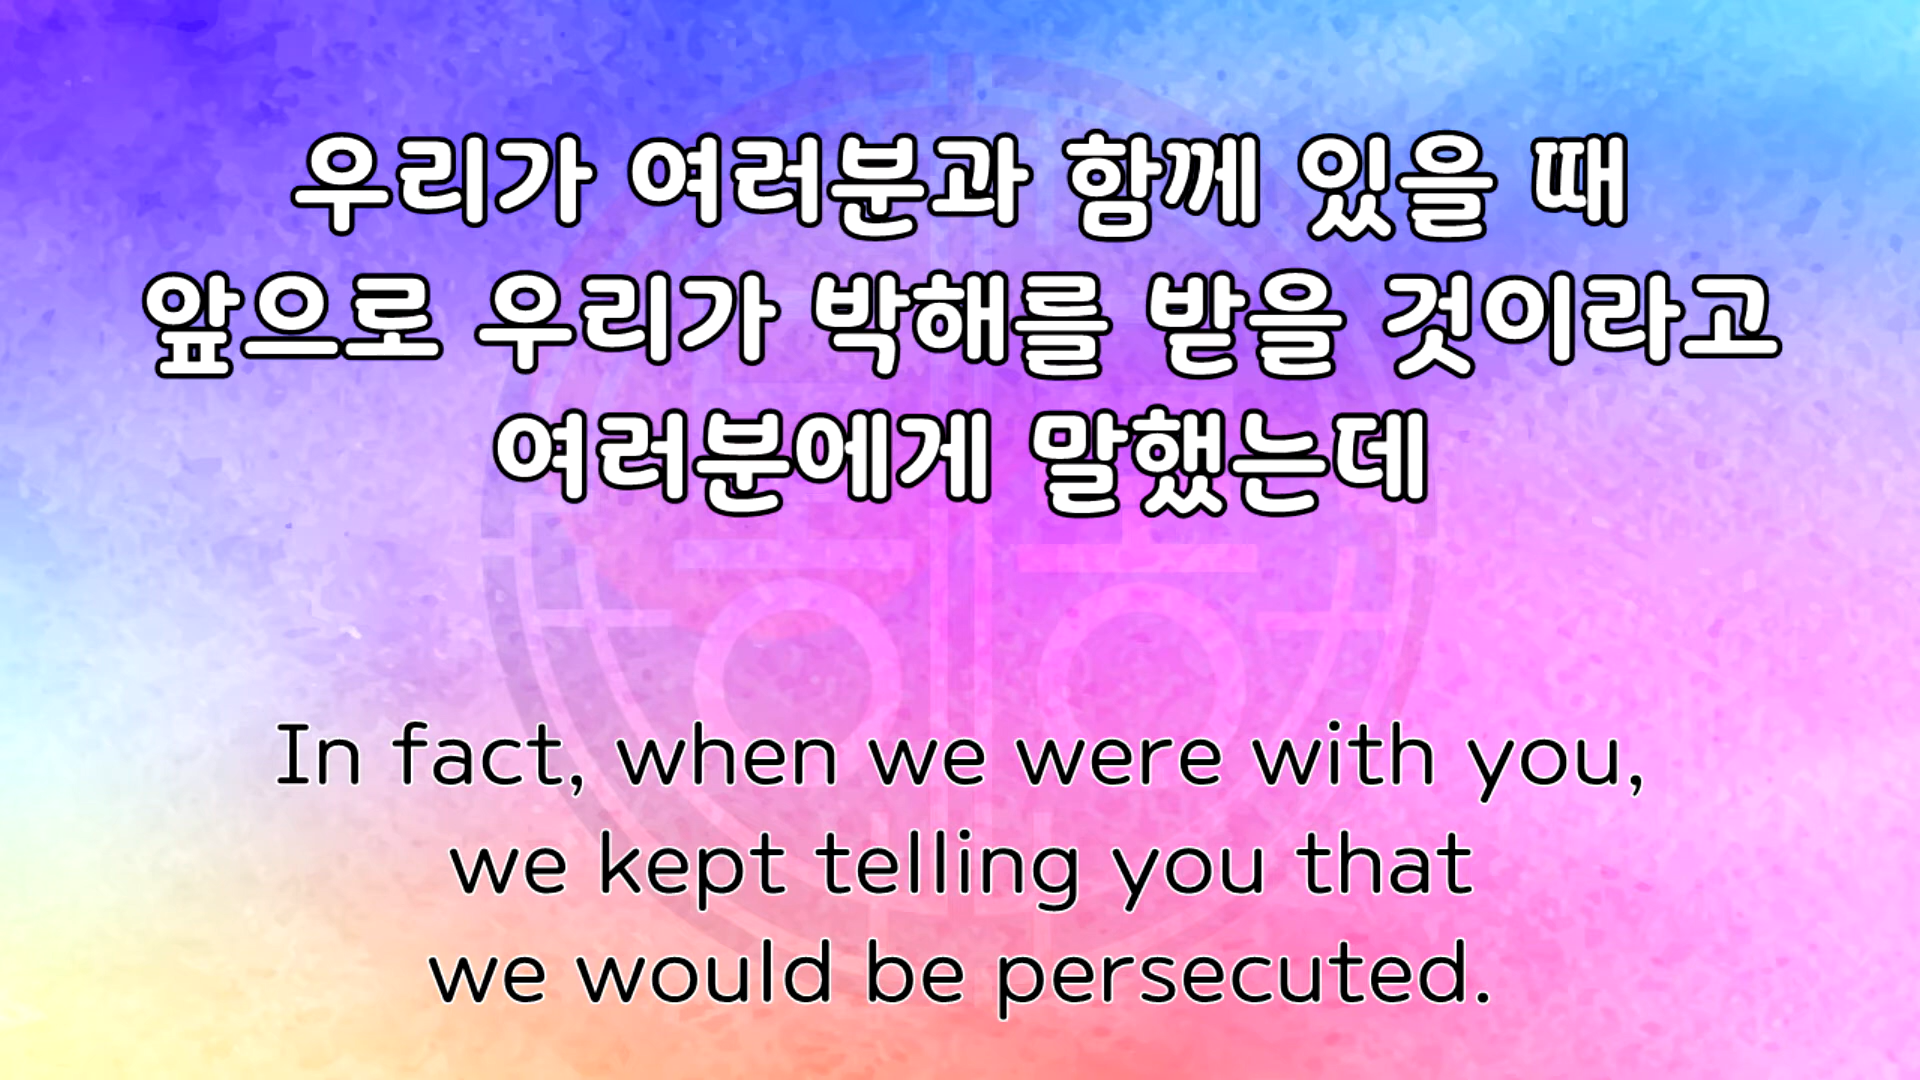 우리가 여러분과 함께 있을 때
앞으로 우리가 박해를 받을 것이라고
여러분에게 말했는데
In fact, when we were with you,
we kept telling you that
we would be persecuted.